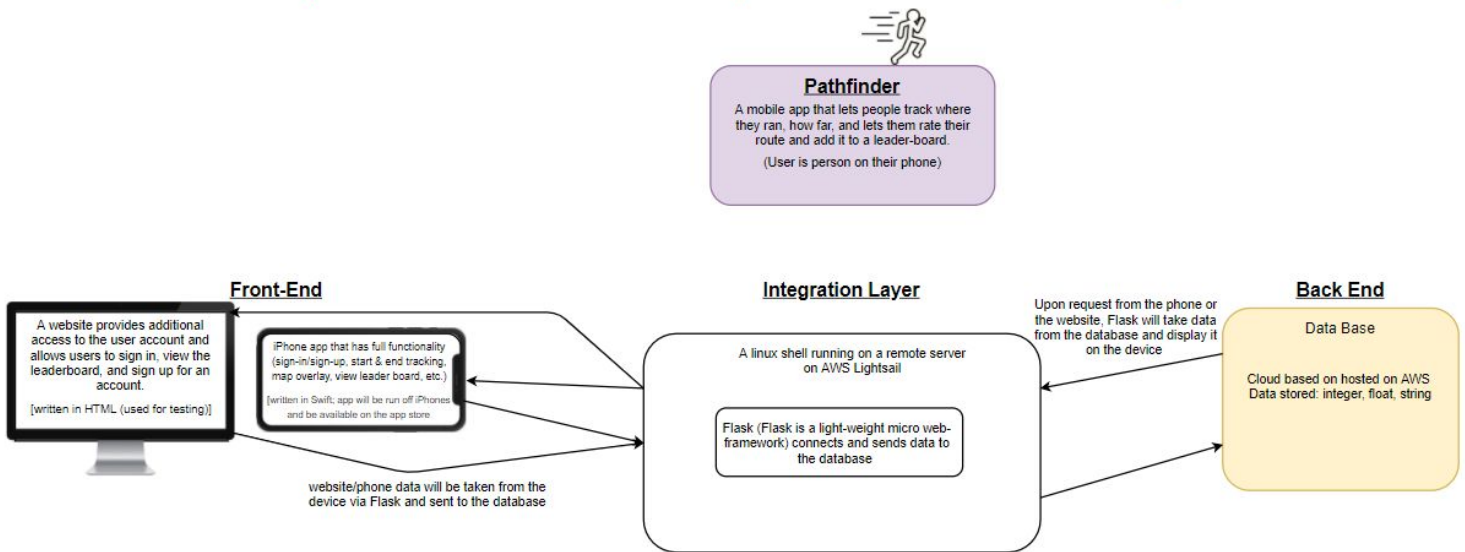 Pathfinder
A mobile app that lets people track where
they ran, how far, and lets them rate their
route and add it to a leader-board.
(User is person on their phone)
Front-End
A website provides additional
access to the user account and
allows users to sign in, view the
leaderboard, and sign up for an
account.
[written in HTML (used for testing)]
iPhone app that has full functionality
(sign-in/sign-up, start & end tracking,
map overlay, view leader board, etc.)
[written in Swift; app will be run off iPhones
and be available on the app store
website/phone data will be taken from the
device via Flask and sent to the database
Integration Layer
A linux shell running on a remote server
on AWS Lightsail
Flask (Flask is a light-weight micro web-
framework) connects and sends data to
the database
Upon request from the phone or
the website, Flask will take data
from the database and display it
on the device
Back End
Data Base
Cloud based on hosted on AWS
Data stored: integer, float, string